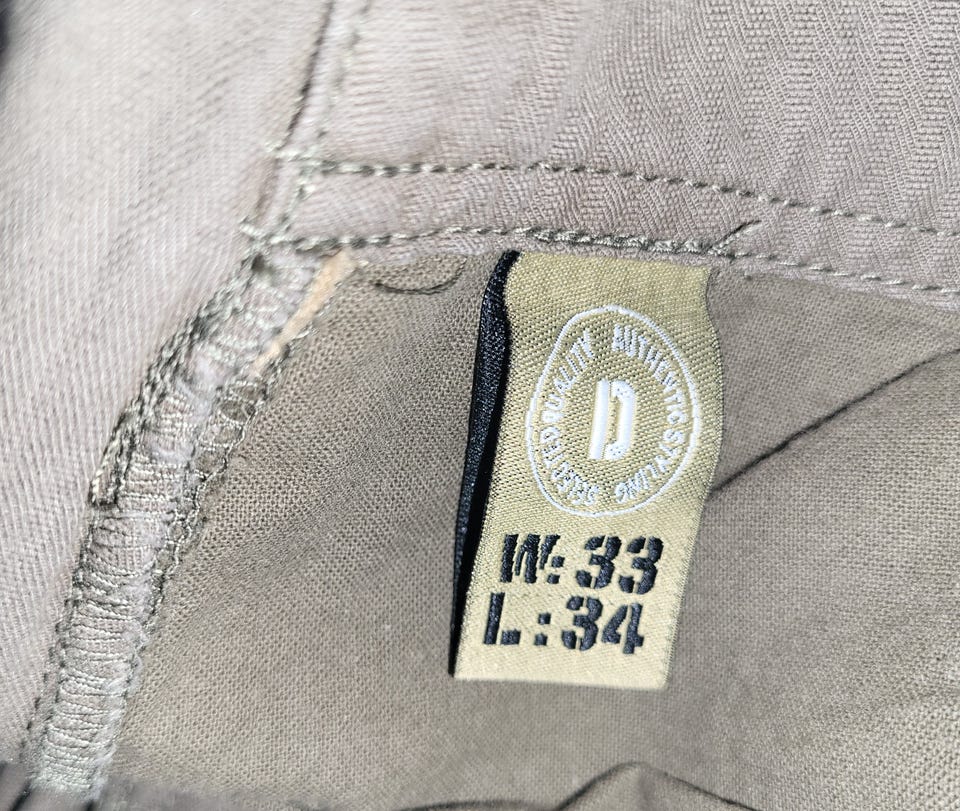 AUTHENTIC STYLING
QUALITY
D
W: 33
L: 34